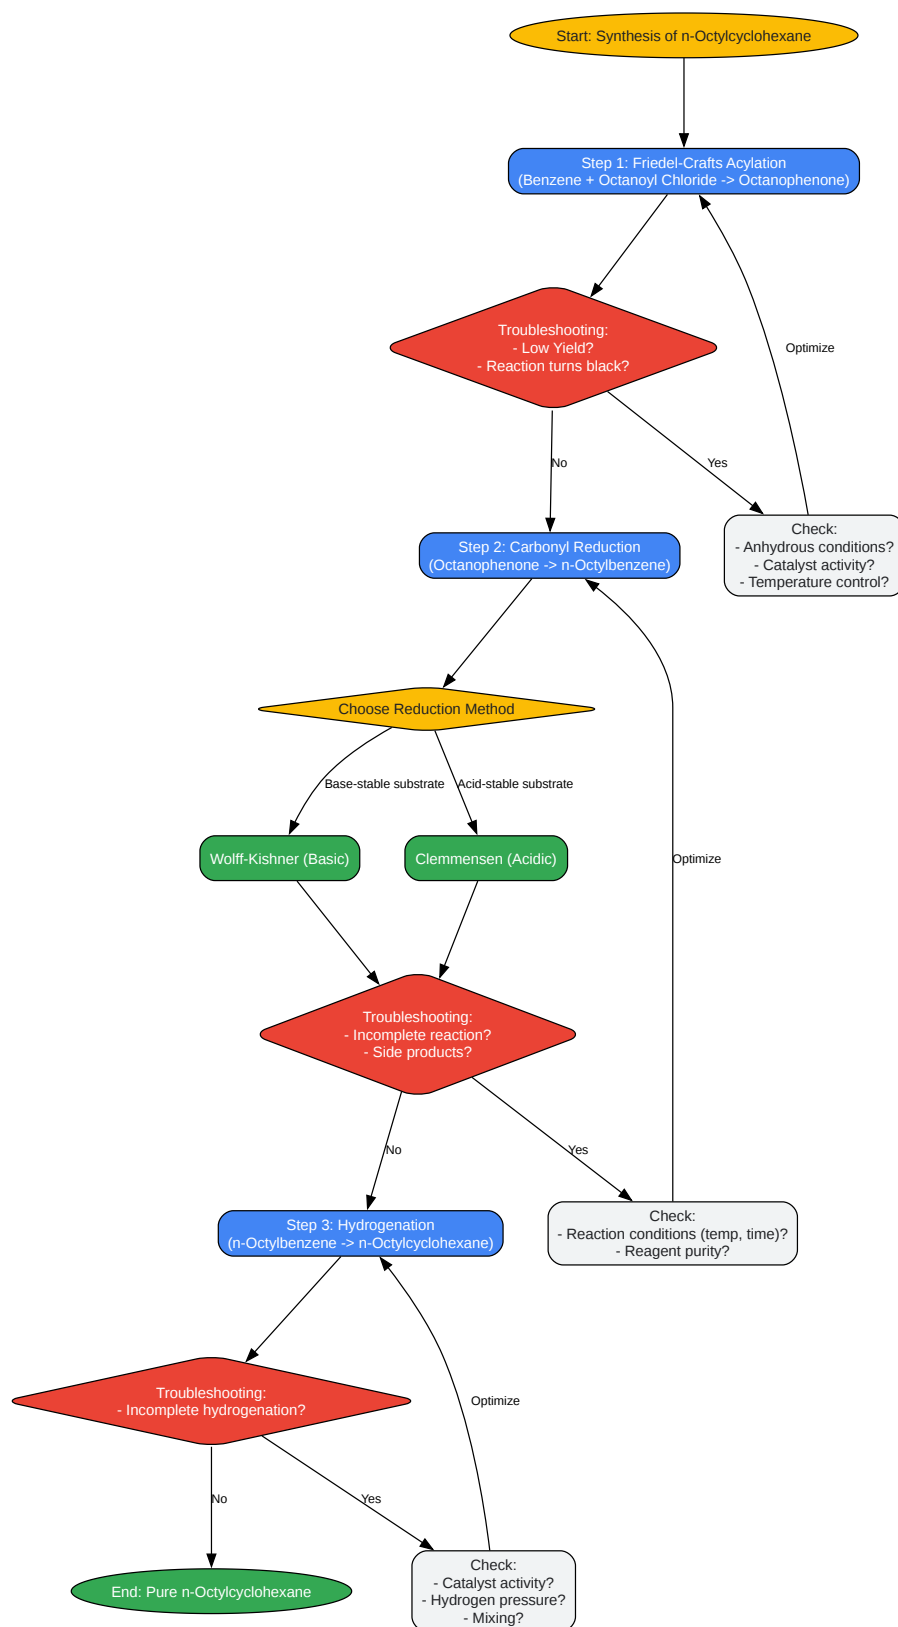 Start: Synthesis of n-Octylcyclohexane
Step 1: Friedel-Crafts Acylation
(Benzene + Octanoyl Chloride -> Octanophenone)
Troubleshooting:
- Low Yield?
- Reaction turns black?
Optimize
No
Yes
Check:
- Anhydrous conditions?
- Catalyst activity?
- Temperature control?
Step 2: Carbonyl Reduction
(Octanophenone -> n-Octylbenzene)
Choose Reduction Method
Base-stable substrate
Acid-stable substrate
Wolff-Kishner (Basic)
Clemmensen (Acidic)
Optimize
Troubleshooting:
- Incomplete reaction?
- Side products?
No
Yes
Check:
- Reaction conditions (temp, time)?
- Reagent purity?
Step 3: Hydrogenation
(n-Octylbenzene -> n-Octylcyclohexane)
Troubleshooting:
- Incomplete hydrogenation?
Optimize
No
Yes
Check:
- Catalyst activity?
- Hydrogen pressure?
- Mixing?
End: Pure n-Octylcyclohexane